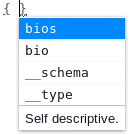 { }
bios
bio
__schema
__type
Self descriptive.